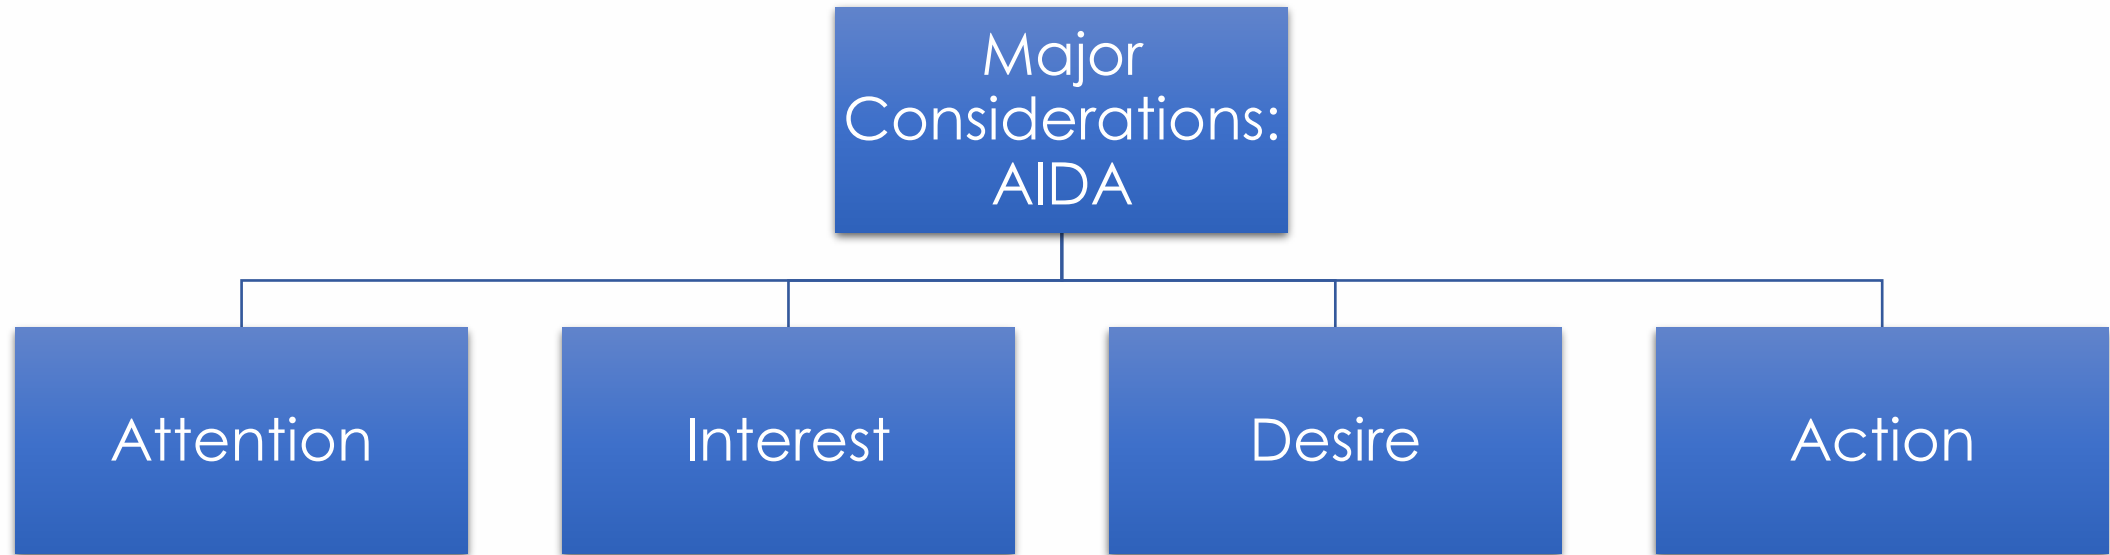 Major
Considerations:
AIDA
Attention
Interest
Desire
Action